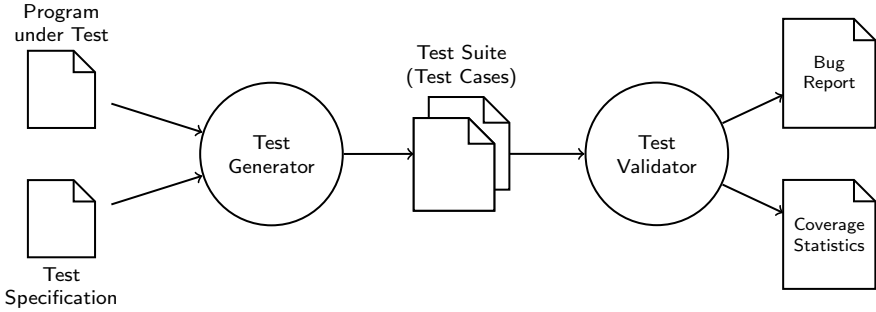 Program
under Test
Test
Specification
Test
Generator
Test Suite
(Test Cases)
Test
Validator
Bug
Report
Coverage
Statistics